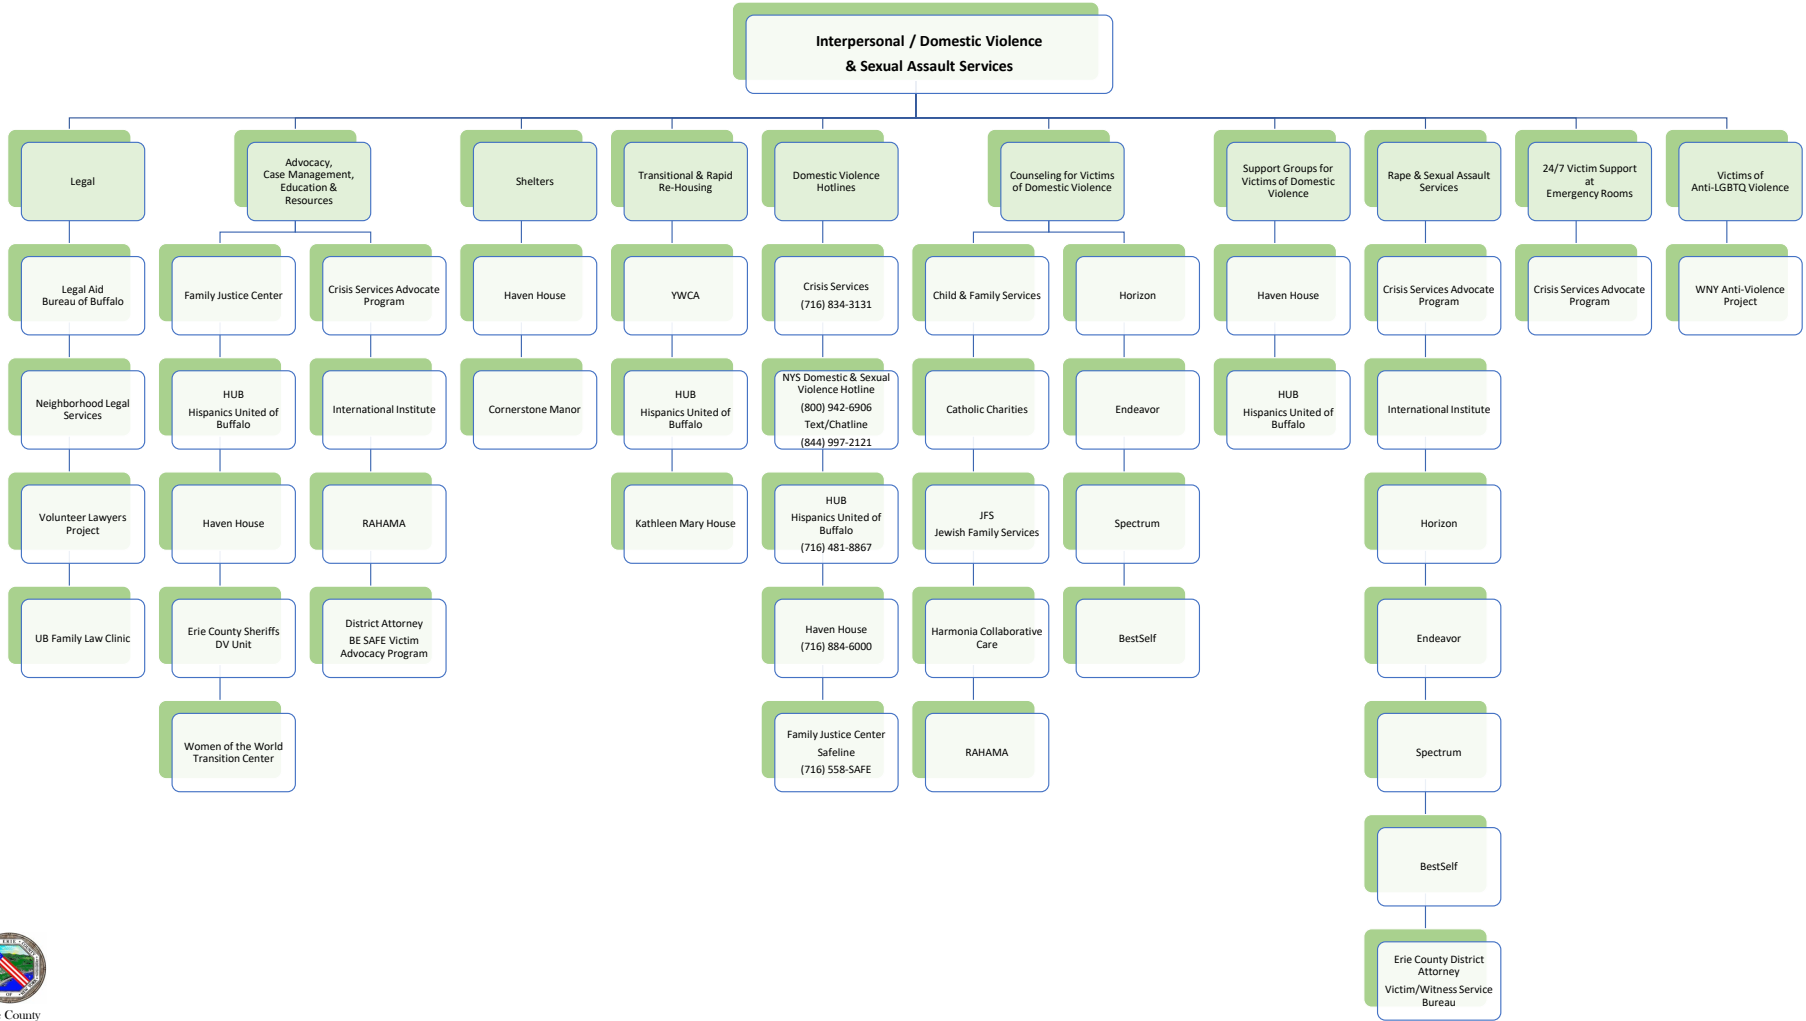 Interpersonal / Domestic Violence
& Sexual Assault Services
Legal
Legal Aid
Bureau of Buffalo
Neighborhood Legal
Services
Volunteer Lawyers
Project
UB Family Law Clinic
Advocacy,
Case Management,
Education &
Resources
Family Justice Center
HUB
Hispanics United of
Buffalo
Haven House
Erie County Sheriffs
DV Unit
Women of the World
Transition Center
Crisis Services Advocate
Program
International Institute
RAHAMA
District Attorney
BE SAFE Victim
Advocacy Program
Shelters
Haven House
Cornerstone Manor
Transitional & Rapid
Re-Housing
YWCA
HUB
Hispanics United of
Buffalo
Kathleen Mary House
Domestic Violence
Hotlines
Crisis Services
(716) 834-3131
NYS Domestic & Sexual
Violence Hotline
(800) 942-6906
Text/Chatline
(844) 997-2121
HUB
Hispanics United of
Buffalo
(716) 481-8867
Haven House
(716) 884-6000
Family Justice Center
Safeline
(716) 558-SAFE
Counseling for Victims
of Domestic Violence
Child & Family Services
Catholic Charities
JFS
Jewish Family Services
Harmonia Collaborative
Care
RAHAMA
Horizon
Endeavor
Spectrum
BestSelf
Support Groups for
Victims of Domestic
Violence
Haven House
HUB
Hispanics United of
Buffalo
Rape & Sexual Assault
Services
Crisis Services Advocate
Program
International Institute
Horizon
Endeavor
Spectrum
BestSelf
Erie County District
Attorney
Victim/Witness Service
Bureau
24/7 Victim Support
at
Emergency Rooms
Crisis Services Advocate
Program
Victims of
Anti-LGBTQ Violence
WNY Anti-Violence
Project
County